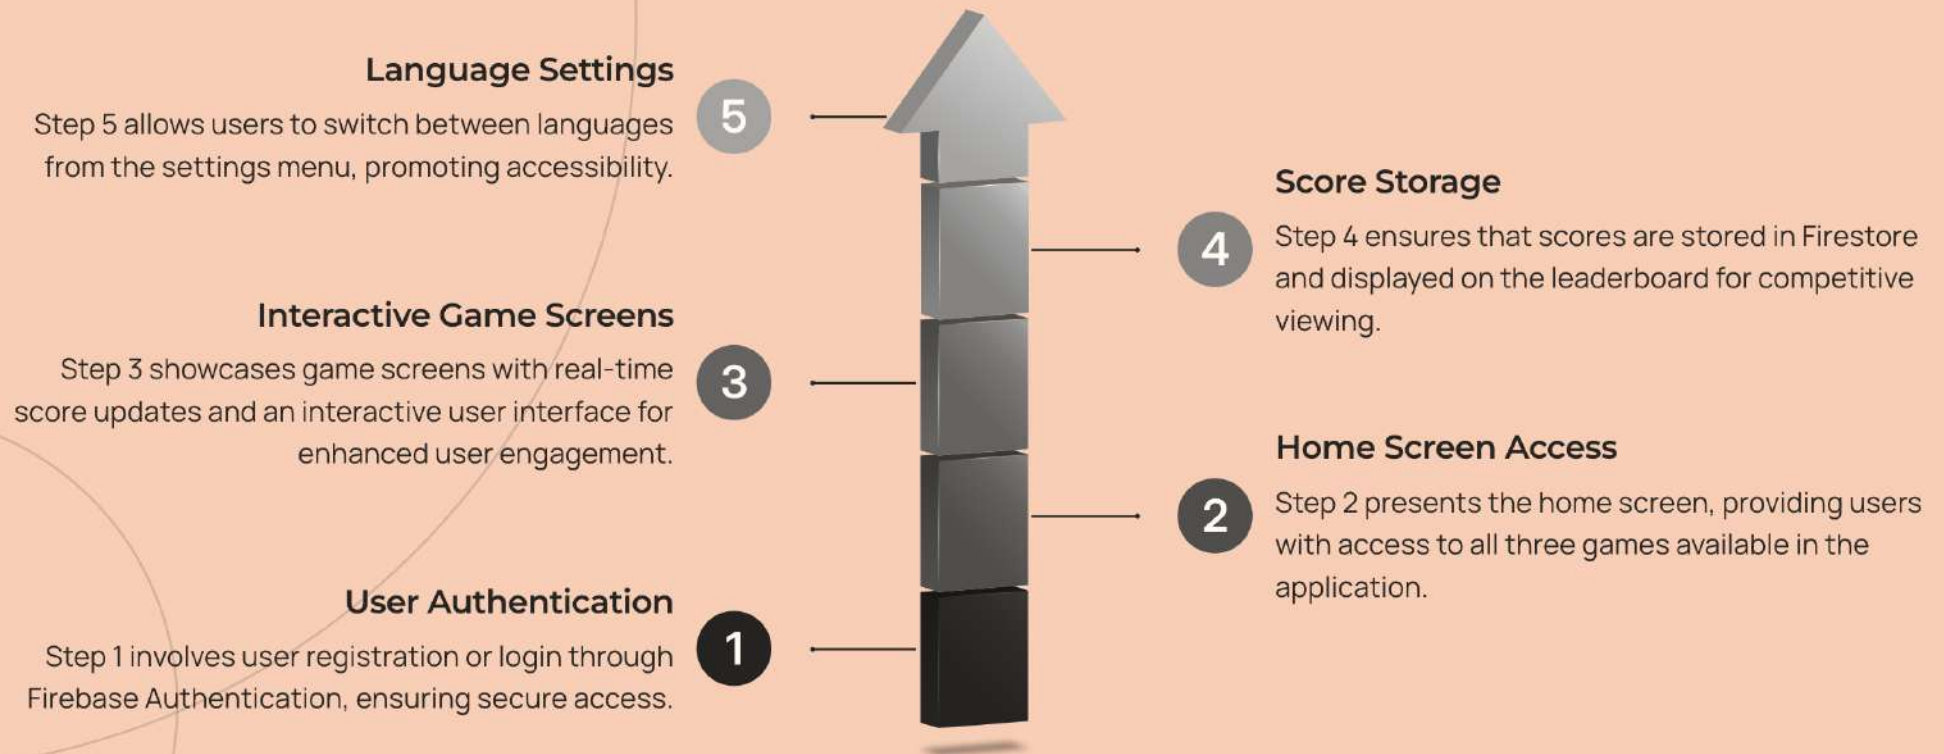 Language Settings
Step 5 allows users to switch between languages
from the settings menu, promoting accessibility.
5
Score Storage
4
Step 4 ensures that scores are stored in Firestore
and displayed on the leaderboard for competitive
viewing.
Interactive Game Screens
Step 3 showcases game screens with real-time
score updates and an interactive user interface for
enhanced user engagement.
3
Home Screen Access
2
Step 2 presents the home screen, providing users
with access to all three games available in the
application.
User Authentication
Step 1 involves user registration or login through
Firebase Authentication, ensuring secure access.
1